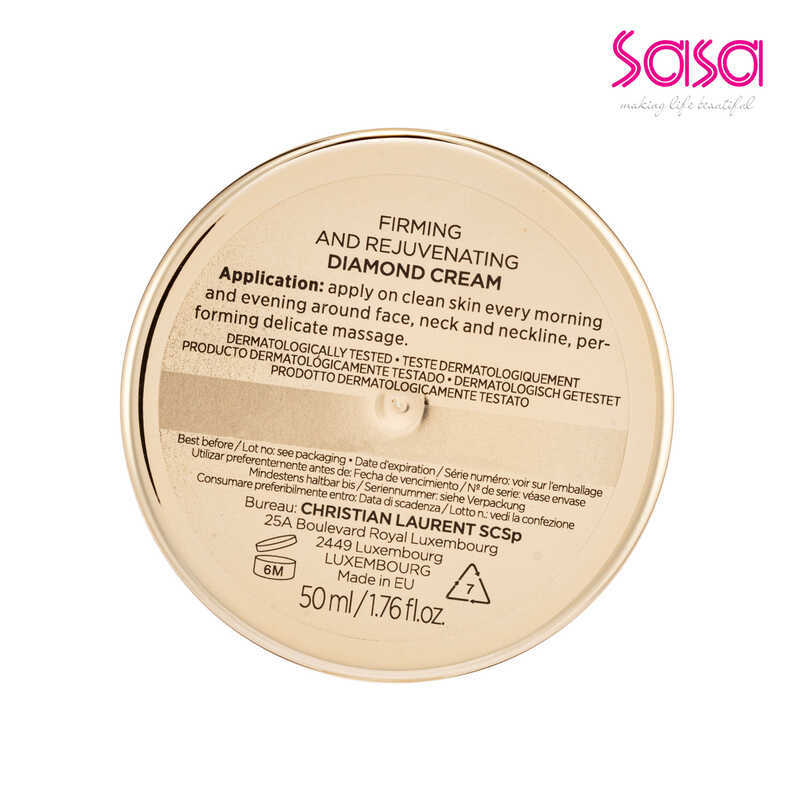 sasa
making life beautiful
FIRMING
AND REJUVENATING
DIAMOND CREAM
Application: apply on clean skin every morning
and evening around face, neck and neckline, per-
forming delicate massage.
DERMATOLOGICALLY TESTED • TESTE DERMATOLOGIQUEMENT
PRODUCTO DERMATOLÓGICAMENTE TESTADO • DERMATOLOGISCH GETESTET
PRODOTTO DERMATOLOGICAMENTE TESTATO
Best before / Lot no: see packaging • Date d'expiration / Série numéro: voir sur l'emballage
Utilizar preferentemente antes de: Fecha de vencimiento / Nº de serie: véase envase
Mindestens haltbar bis / Seriennummer: siehe Verpackung
Consumare preferibilmente entro: Data di scadenza / Lotto n.: vedi la confezione
Bureau: CHRISTIAN LAURENT SCSp
25A Boulevard Royal Luxembourg
2449 Luxembourg
LUXEMBOURG
Made in EU
6M
7
50 ml/1.76 fl.oz.